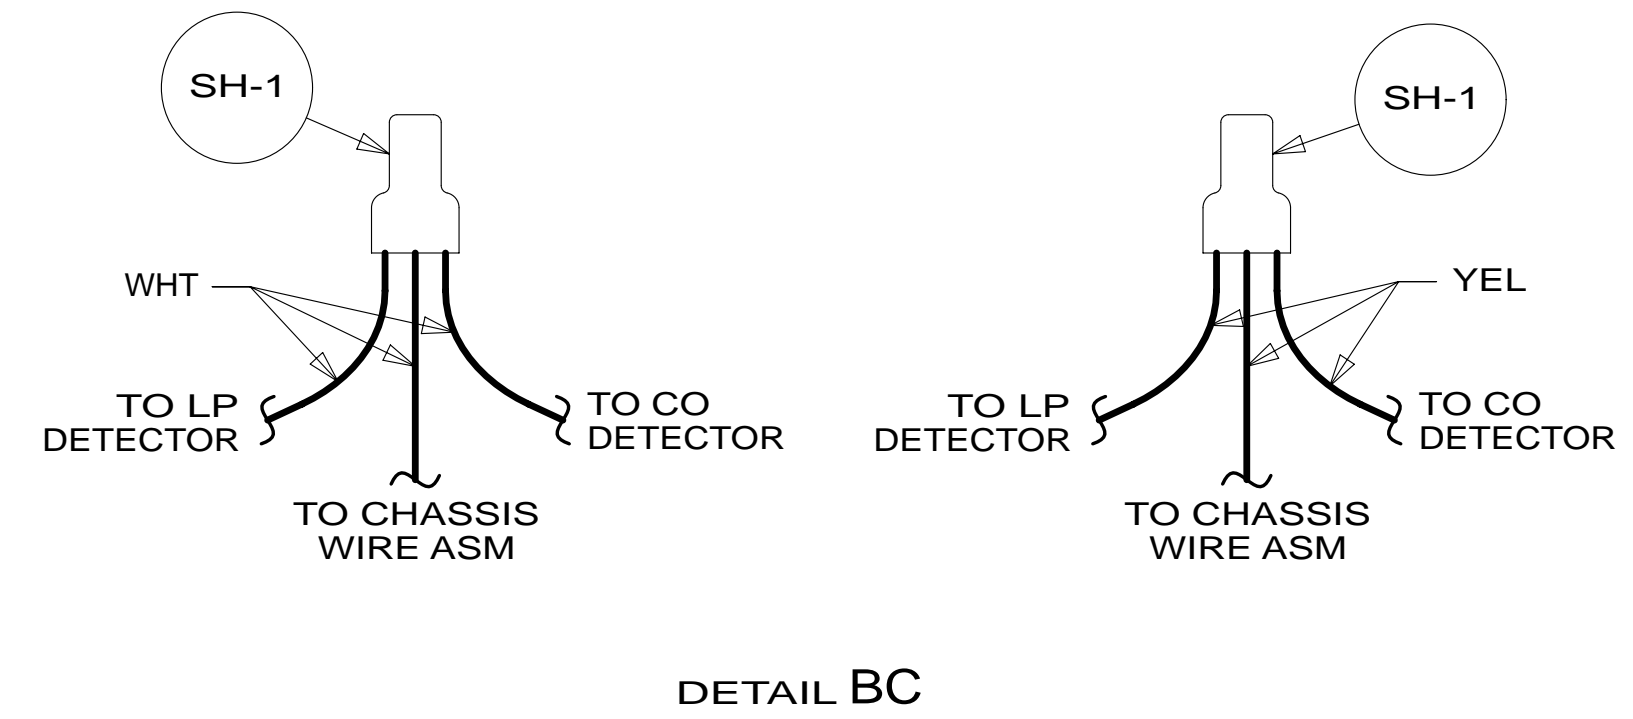 SH-1
WHT
TO LP
DETECTOR
TO CO
DETECTOR
TO CHASSIS
WIRE ASM
SH-1
YEL
TO LP
DETECTOR
TO CO
DETECTOR
TO CHASSIS
WIRE ASM
DETAIL BC